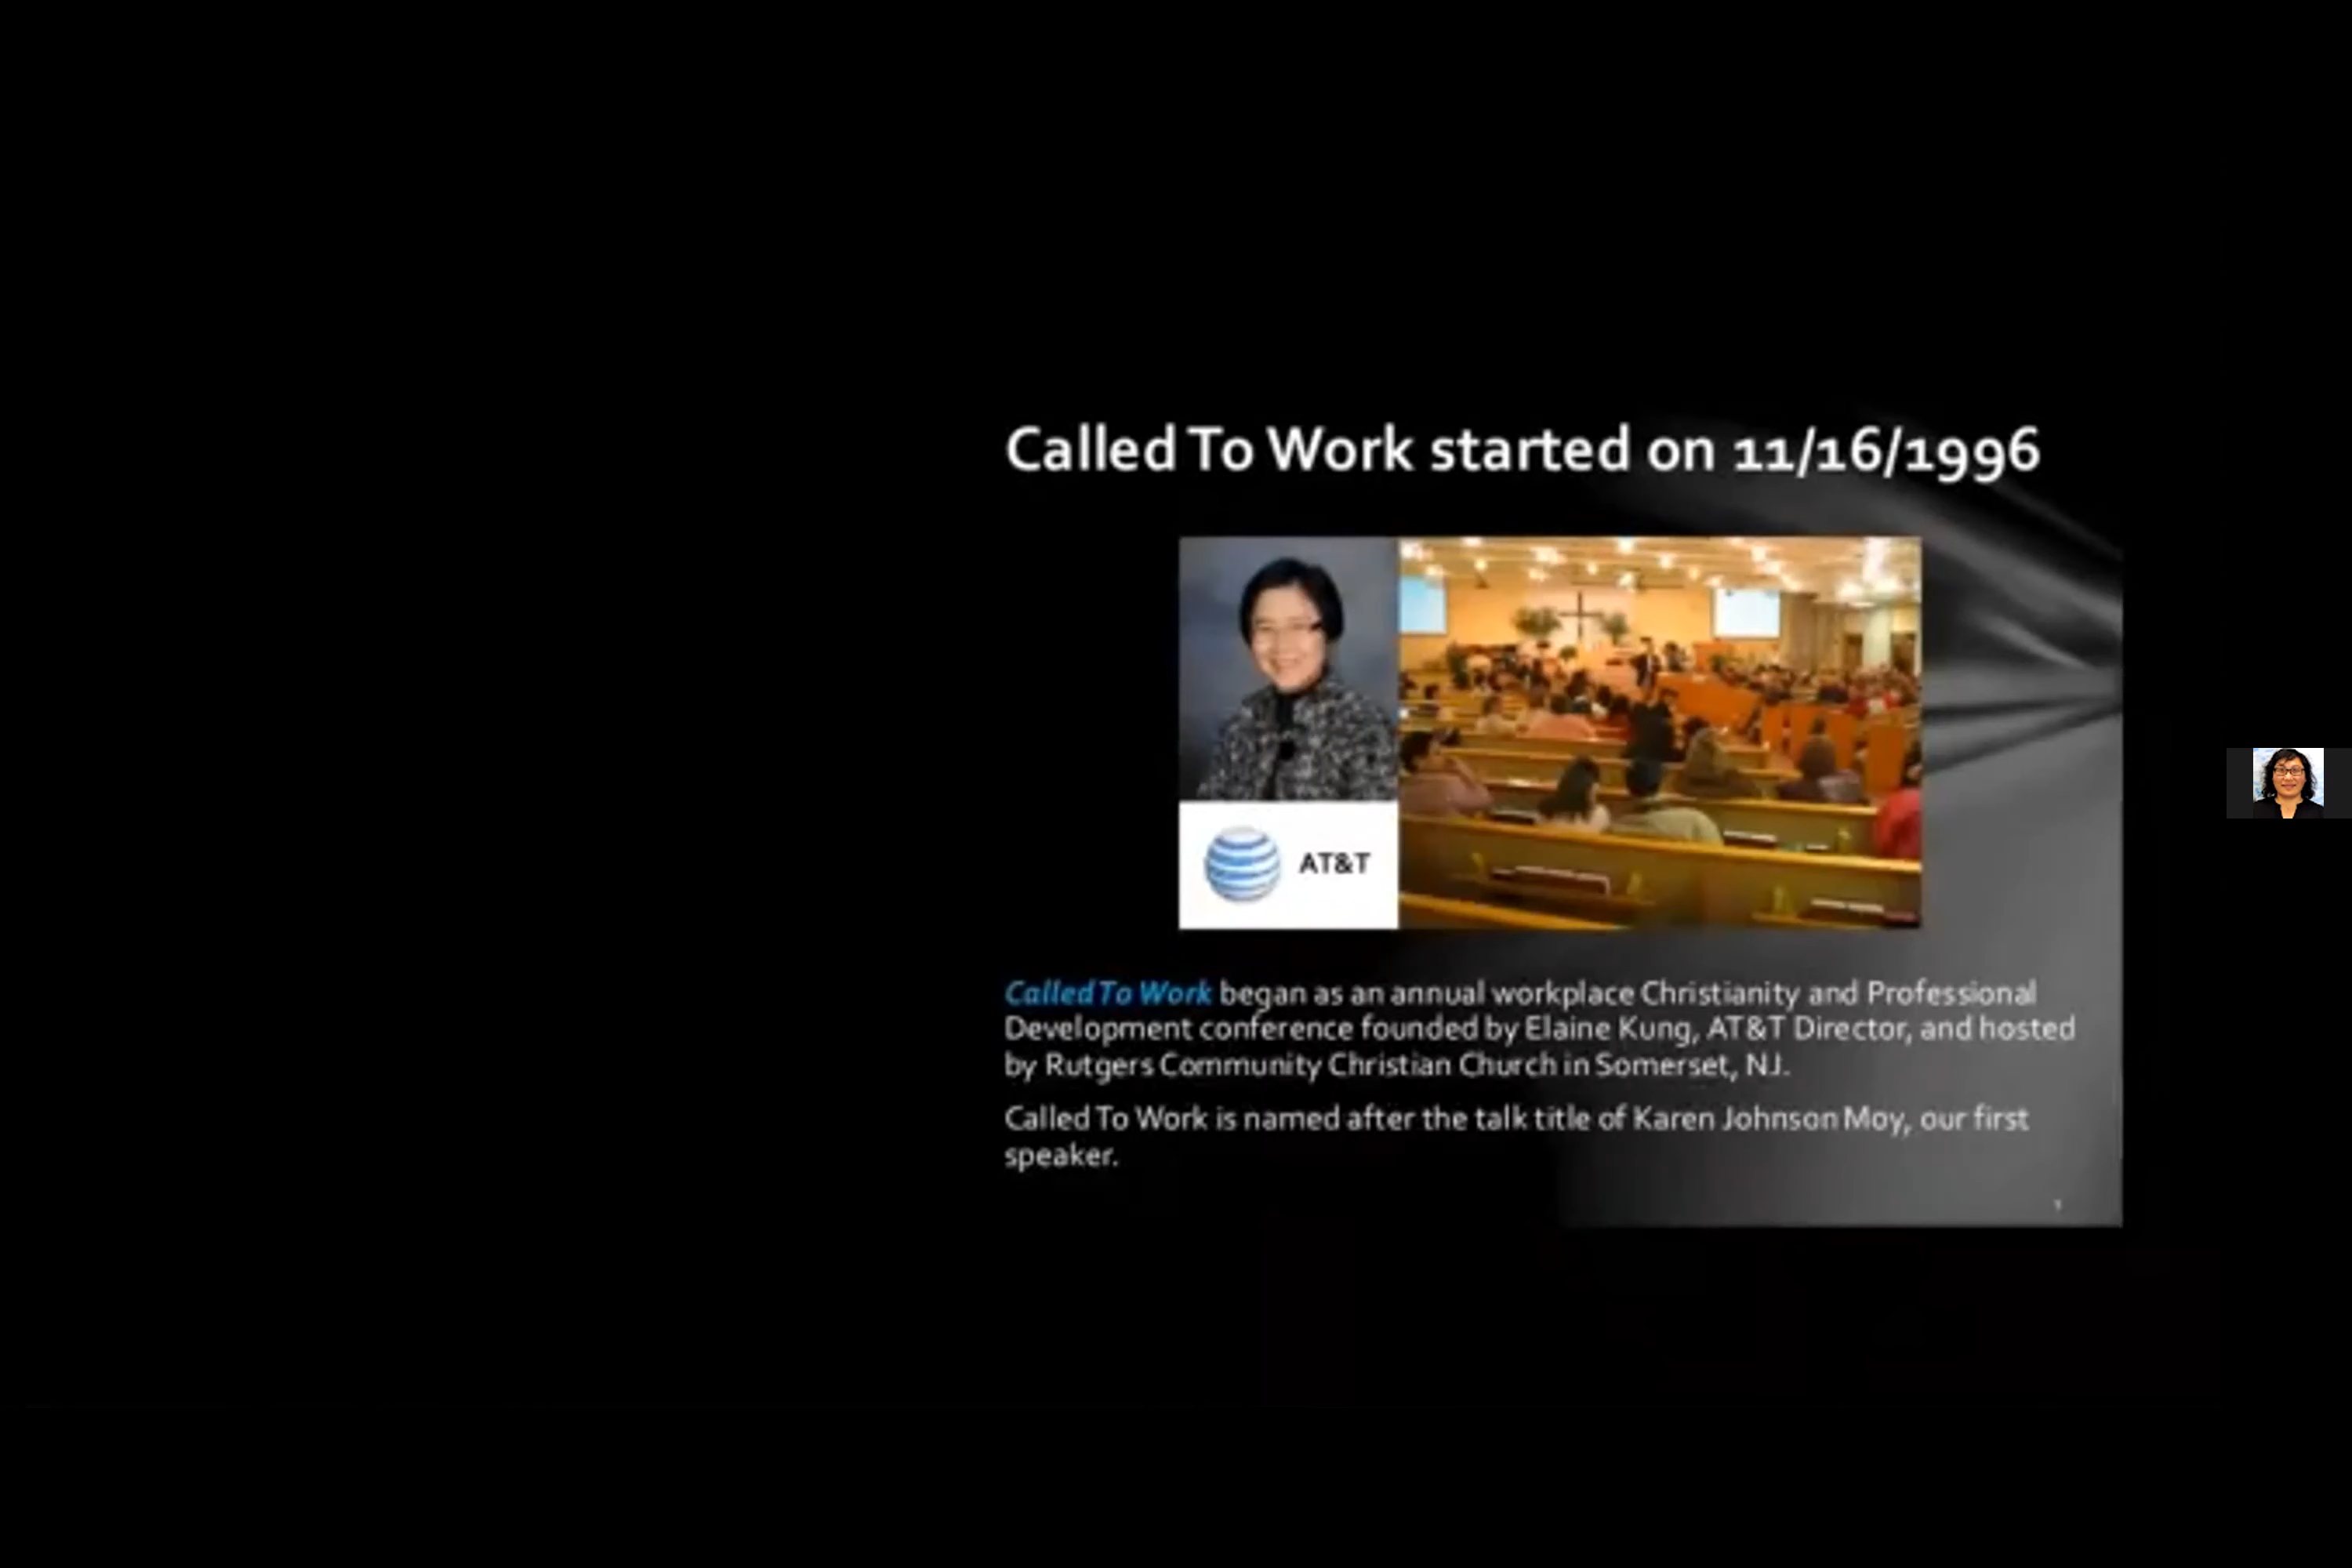 Called To Work started on 11/16/1996
AT&T
Called To Work began as an annual workplace Christianity and Professional
Development conference founded by Elaine Kung, AT&T Director, and hosted
by Rutgers Community Christian Church in Somerset, NJ.
Called To Work is named after the talk title of Karen Johnson Moy, our first
speaker.